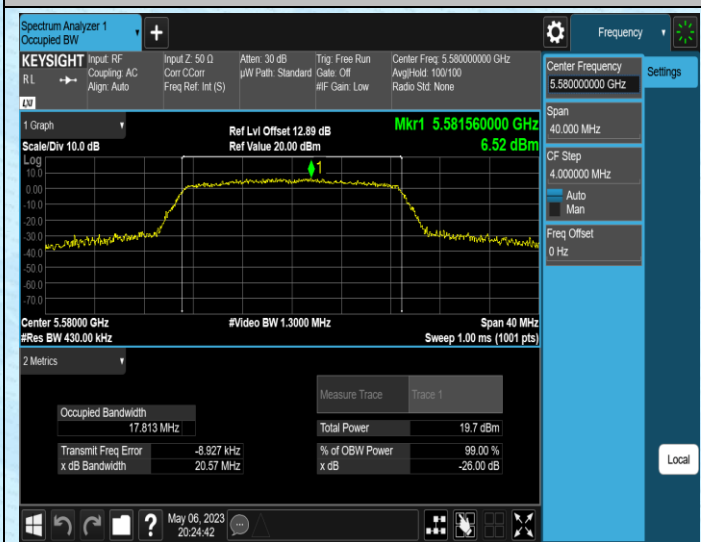 Spectrum Analyzer 1
Occupied BW
Frequency
KEYSIGHT
R L
LXI
Input: RF
Coupling: AC
Align: Auto
Input Z: 50 Ω
Corr CCorr
Freq Ref: Int (S)
Atten: 30 dB
µW Path: Standard
Trig: Free Run
Gate: Off
#IF Gain: Low
Center Freq: 5.580000000 GHz
Avg|Hold: 100/100
Radio Std: None
Center Frequency
5.580000000 GHz
Settings
Span
40.000 MHz
CF Step
4.000000 MHz
Auto
Man
Freq Offset
0 Hz
1 Graph
Scale/Div 10.0 dB
Ref Lvl Offset 12.89 dB
Ref Value 20.00 dBm
Mkr1 5.581560000 GHz
6.52 dBm
Log
10.0
0.00
-10.0
-20.0
-30.0
-40.0
-50.0
-60.0
-70.0
1
Center 5.58000 GHz
#Res BW 430.00 kHz
#Video BW 1.3000 MHz
Span 40 MHz
Sweep 1.00 ms (1001 pts)
2 Metrics
Measure Trace Trace 1
Occupied Bandwidth
17.813 MHz
Total Power 19.7 dBm
Transmit Freq Error -8.927 kHz
% of OBW Power 99.00 %
x dB Bandwidth 20.57 MHz
x dB -26.00 dB
Local
May 06, 2023
20:24:42